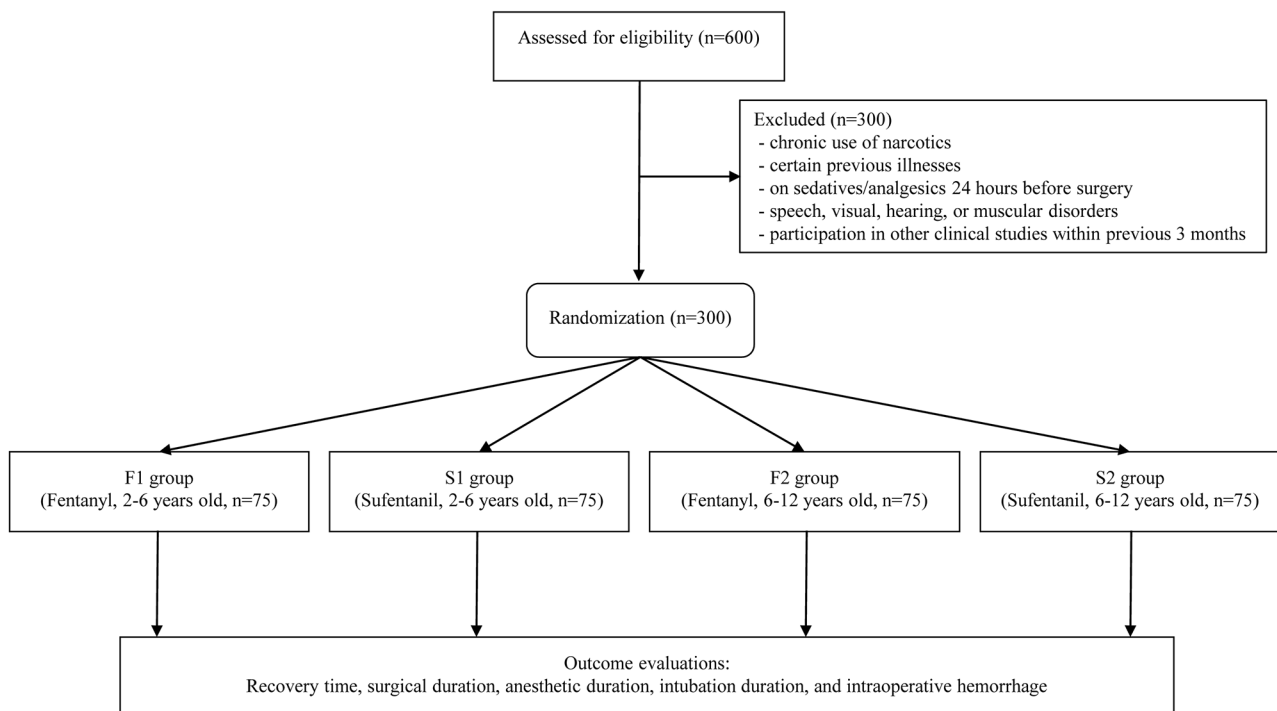 Assessed for eligibility (n=600)
Excluded (n=300)
- chronic use of narcotics
- certain previous illnesses
- on sedatives/analgesics 24 hours before surgery
- speech, visual, hearing, or muscular disorders
- participation in other clinical studies within previous 3 months
Randomization (n=300)
F1 group
(Fentanyl, 2-6 years old, n=75)
S1 group
(Sufentanil, 2-6 years old, n=75)
F2 group
(Fentanyl, 6-12 years old, n=75)
S2 group
(Sufentanil, 6-12 years old, n=75)
Outcome evaluations:
Recovery time, surgical duration, anesthetic duration, intubation duration, and intraoperative hemorrhage